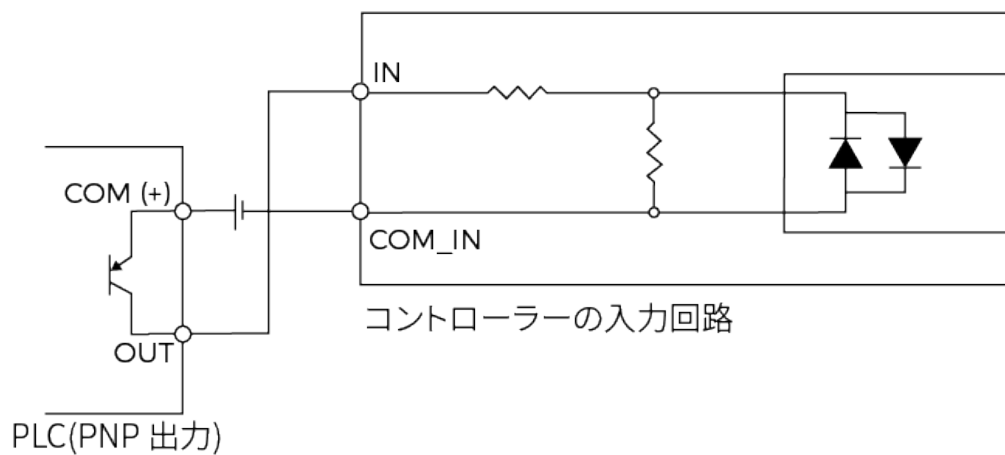 IN
COM (+)
COM_IN
コントローラーの入力回路
OUT
PLC(PNP 出力)